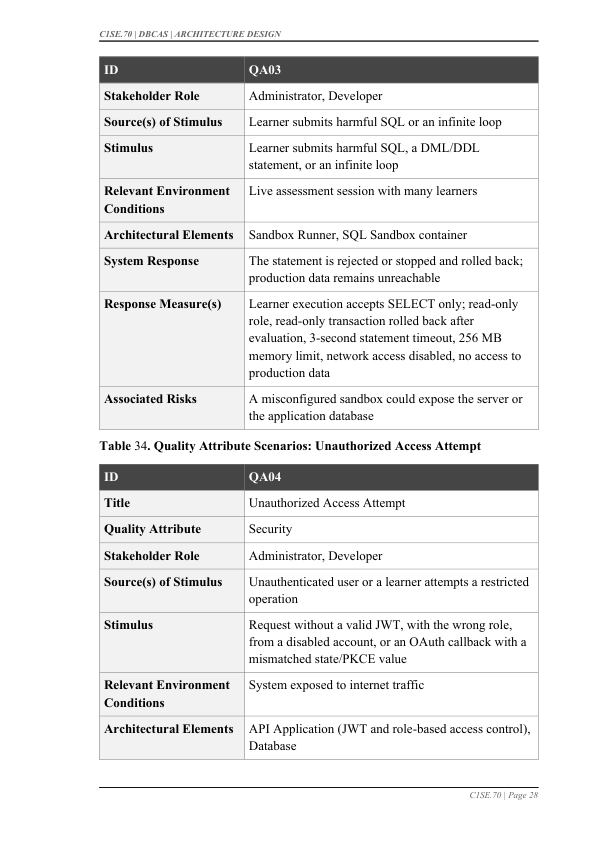 C1SE.70 | DBCAS | ARCHITECTURE DESIGN
ID QA03
Stakeholder Role Administrator, Developer
Source(s) of Stimulus Learner submits harmful SQL or an infinite loop
Stimulus Learner submits harmful SQL, a DML/DDL
statement, or an infinite loop
Relevant Environment Live assessment session with many learners
Conditions
Architectural Elements Sandbox Runner, SQL Sandbox container
System Response The statement is rejected or stopped and rolled back;
production data remains unreachable
Response Measure(s) Learner execution accepts SELECT only; read-only
role, read-only transaction rolled back after
evaluation, 3-second statement timeout, 256 MB
memory limit, network access disabled, no access to
production data
Associated Risks A misconfigured sandbox could expose the server or
the application database
Table 34. Quality Attribute Scenarios: Unauthorized Access Attempt
ID QA04
Title Unauthorized Access Attempt
Quality Attribute Security
Stakeholder Role Administrator, Developer
Source(s) of Stimulus Unauthenticated user or a learner attempts a restricted
operation
Stimulus Request without a valid JWT, with the wrong role,
from a disabled account, or an OAuth callback with a
mismatched state/PKCE value
Relevant Environment System exposed to internet traffic
Conditions
Architectural Elements API Application (JWT and role-based access control),
Database
C1SE.70 | Page 28